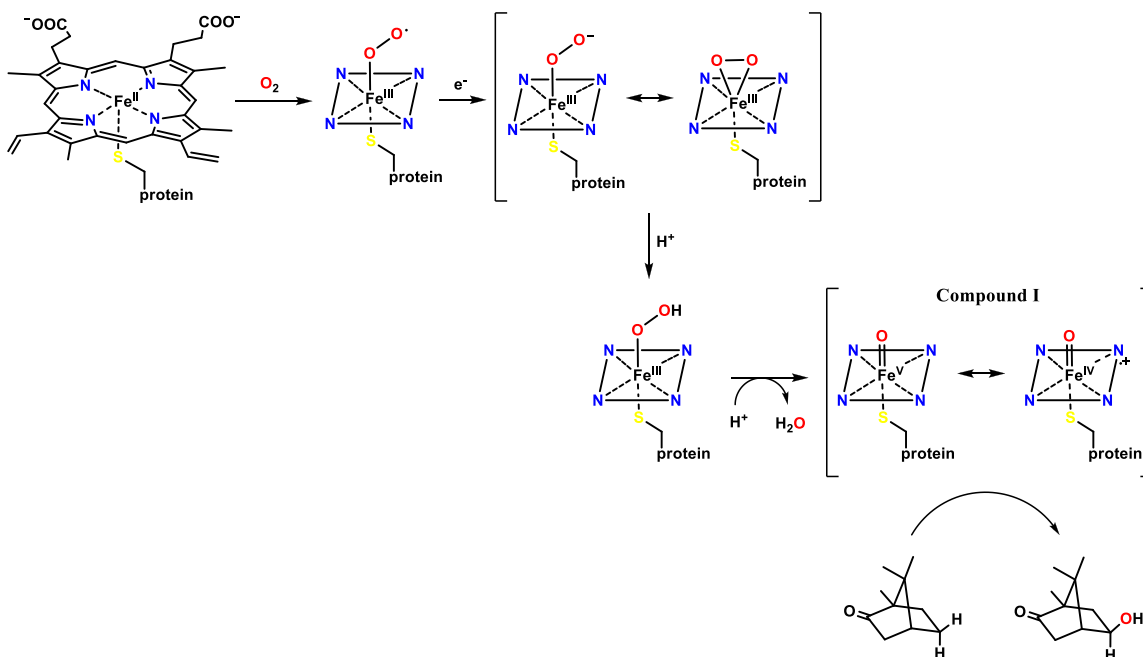 ⁻OOC
COO⁻
N
N
N
N
Fe^II
S
protein
O₂
O
O·
N
N
N
N
Fe^III
S
protein
e⁻
O
O⁻
N
N
N
N
Fe^III
S
protein
O
O
N
N
N
N
Fe^III
S
protein
H⁺
O
OH
N
N
N
N
Fe^III
S
protein
H⁺
H₂O
Compound I
O
N
N
N
N
Fe^V
S
protein
O
N
N
N
N
·+
Fe^IV
S
protein
O
H
H
O
OH
H